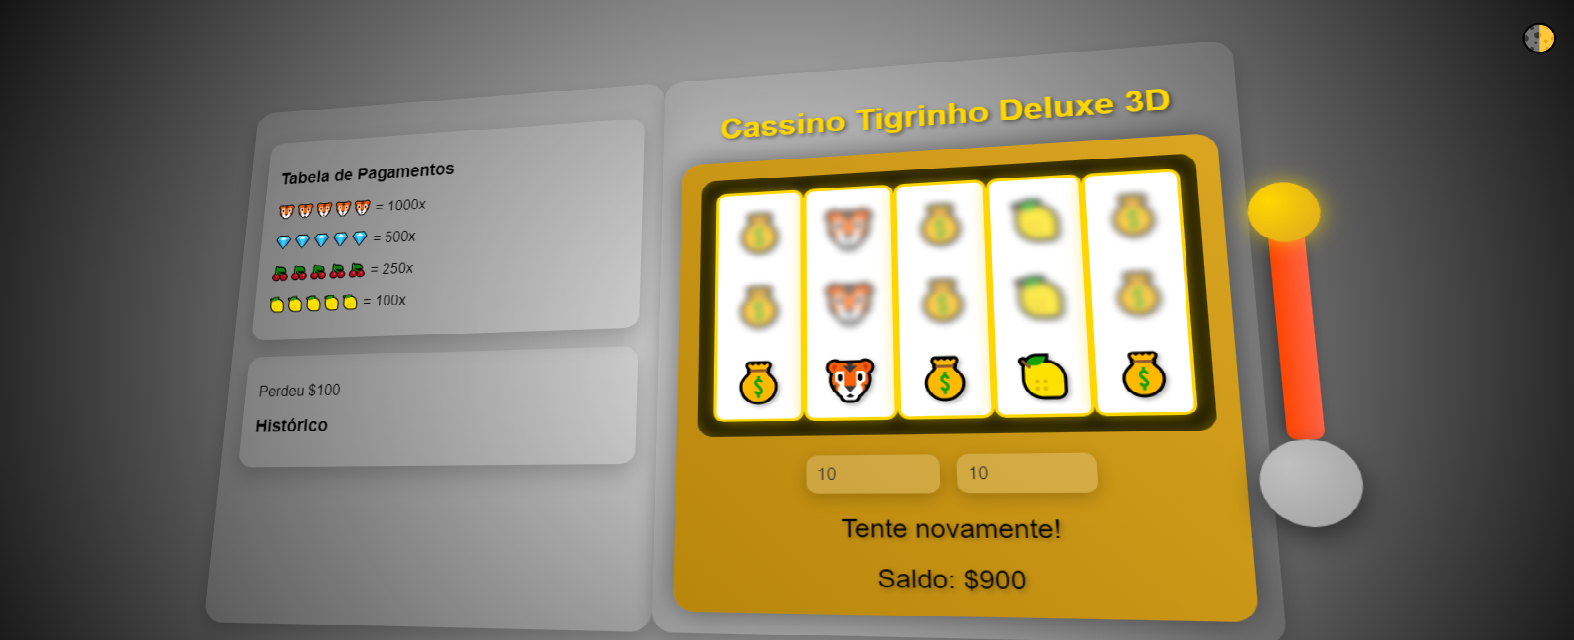 Cassino Tigrinho Deluxe 3D
Tabela de Pagamentos
= 1000x
= 500x
= 250x
= 100x
Perdeu $100
Histórico
10
10
Tente novamente!
Saldo: $900